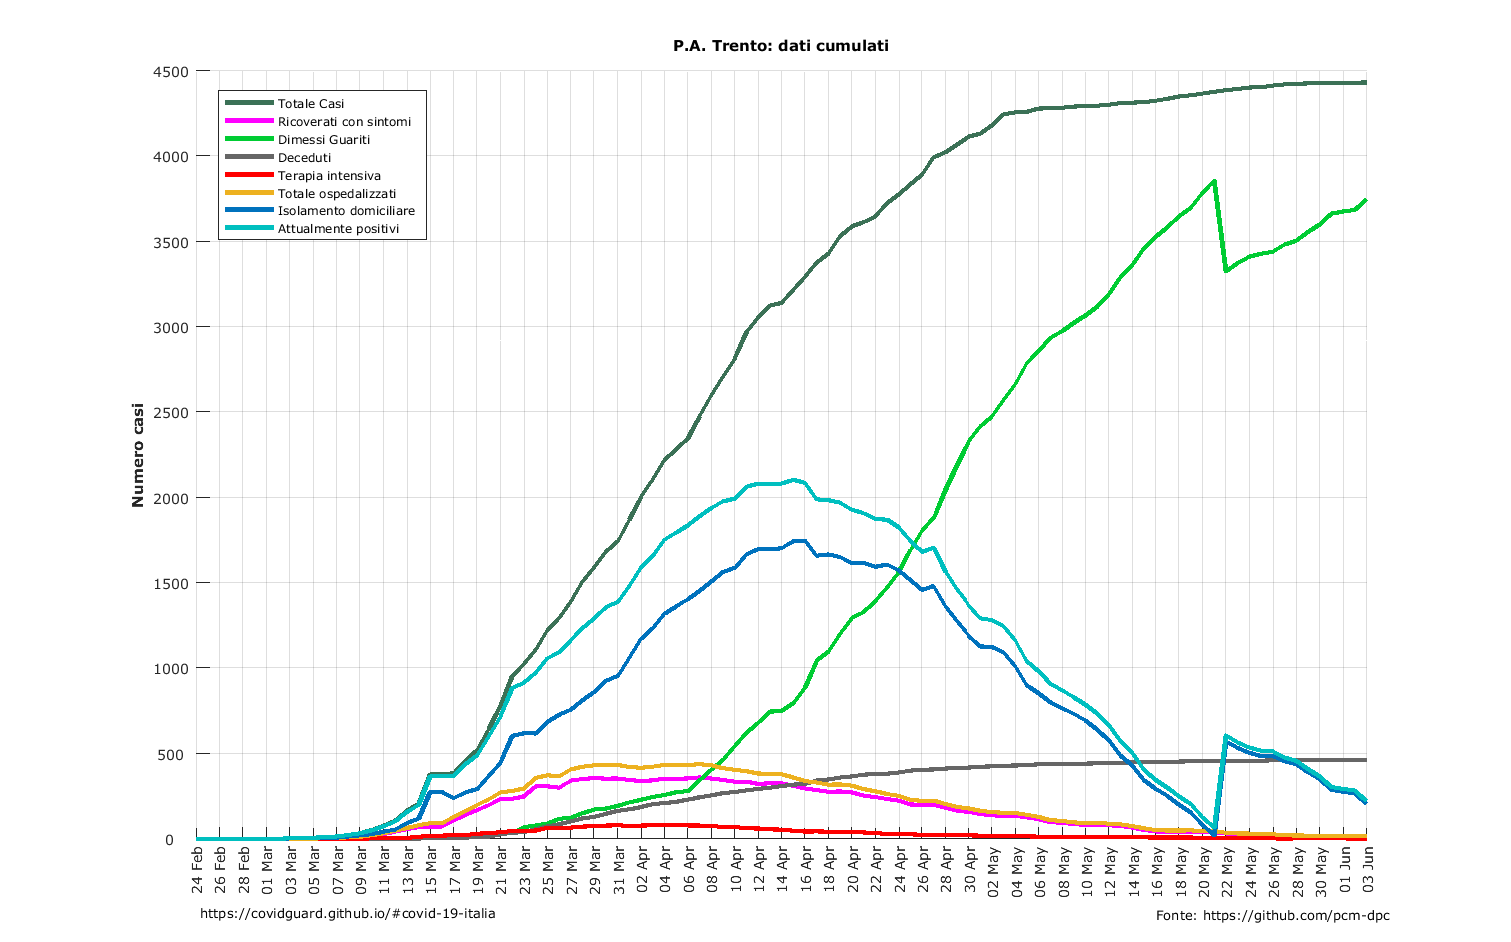 P.A. Trento: dati cumulati
4500
4000
3500
3000
2500
2000
1500
1000
500
0
Numero casi
Totale Casi
Ricoverati con sintomi
Dimessi Guariti
Deceduti
Terapia intensiva
Totale ospedalizzati
Isolamento domiciliare
Attualmente positivi
24 Feb
26 Feb
28 Feb
01 Mar
03 Mar
05 Mar
07 Mar
09 Mar
11 Mar
13 Mar
15 Mar
17 Mar
19 Mar
21 Mar
23 Mar
25 Mar
27 Mar
29 Mar
31 Mar
02 Apr
04 Apr
06 Apr
08 Apr
10 Apr
12 Apr
14 Apr
16 Apr
18 Apr
20 Apr
22 Apr
24 Apr
26 Apr
28 Apr
30 Apr
02 May
04 May
06 May
08 May
10 May
12 May
14 May
16 May
18 May
20 May
22 May
24 May
26 May
28 May
30 May
01 Jun
03 Jun
https://covidguard.github.io/#covid-19-italia
Fonte: https://github.com/pcm-dpc